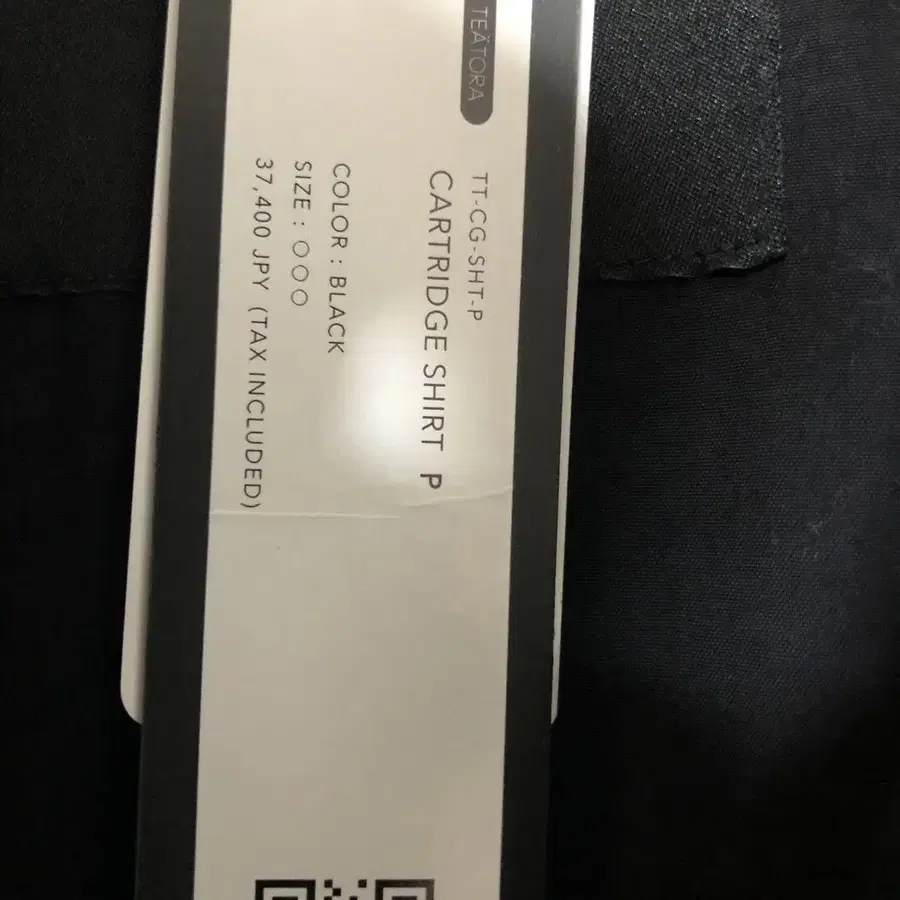 TEÄTORA
TT-CG-SHT-P
CARTRIDGE SHIRT P
COLOR : BLACK
SIZE : ○○○
37,400 JPY (TAX INCLUDED)